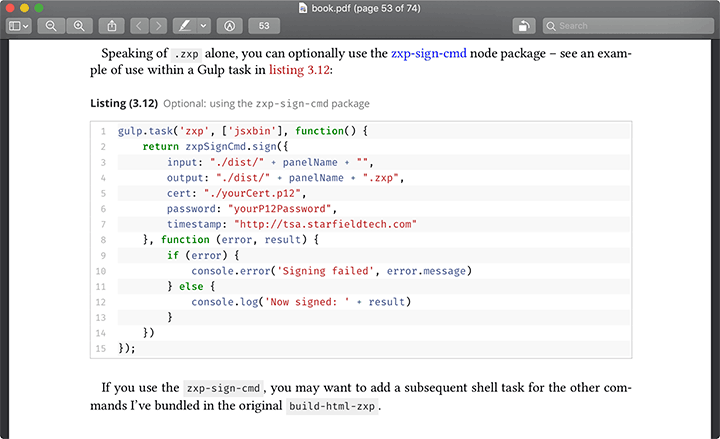 book.pdf (page 53 of 74)
53
Search
Speaking of .zxp alone, you can optionally use the zxp-sign-cmd node package – see an exam-
ple of use within a Gulp task in listing 3.12:
Listing (3.12) Optional: using the zxp-sign-cmd package
1 gulp.task('zxp', ['jsxbin'], function() {
2 return zxpSignCmd.sign({
3 input: "./dist/" + panelName + "",
4 output: "./dist/" + panelName + ".zxp",
5 cert: "./yourCert.p12",
6 password: "yourP12Password",
7 timestamp: "http://tsa.starfieldtech.com"
8 }, function (error, result) {
9 if (error) {
10 console.error('Signing failed', error.message)
11 } else {
12 console.log('Now signed: ' + result)
13 }
14 })
15 });
If you use the zxp-sign-cmd, you may want to add a subsequent shell task for the other com-
mands I've bundled in the original build-html-zxp.